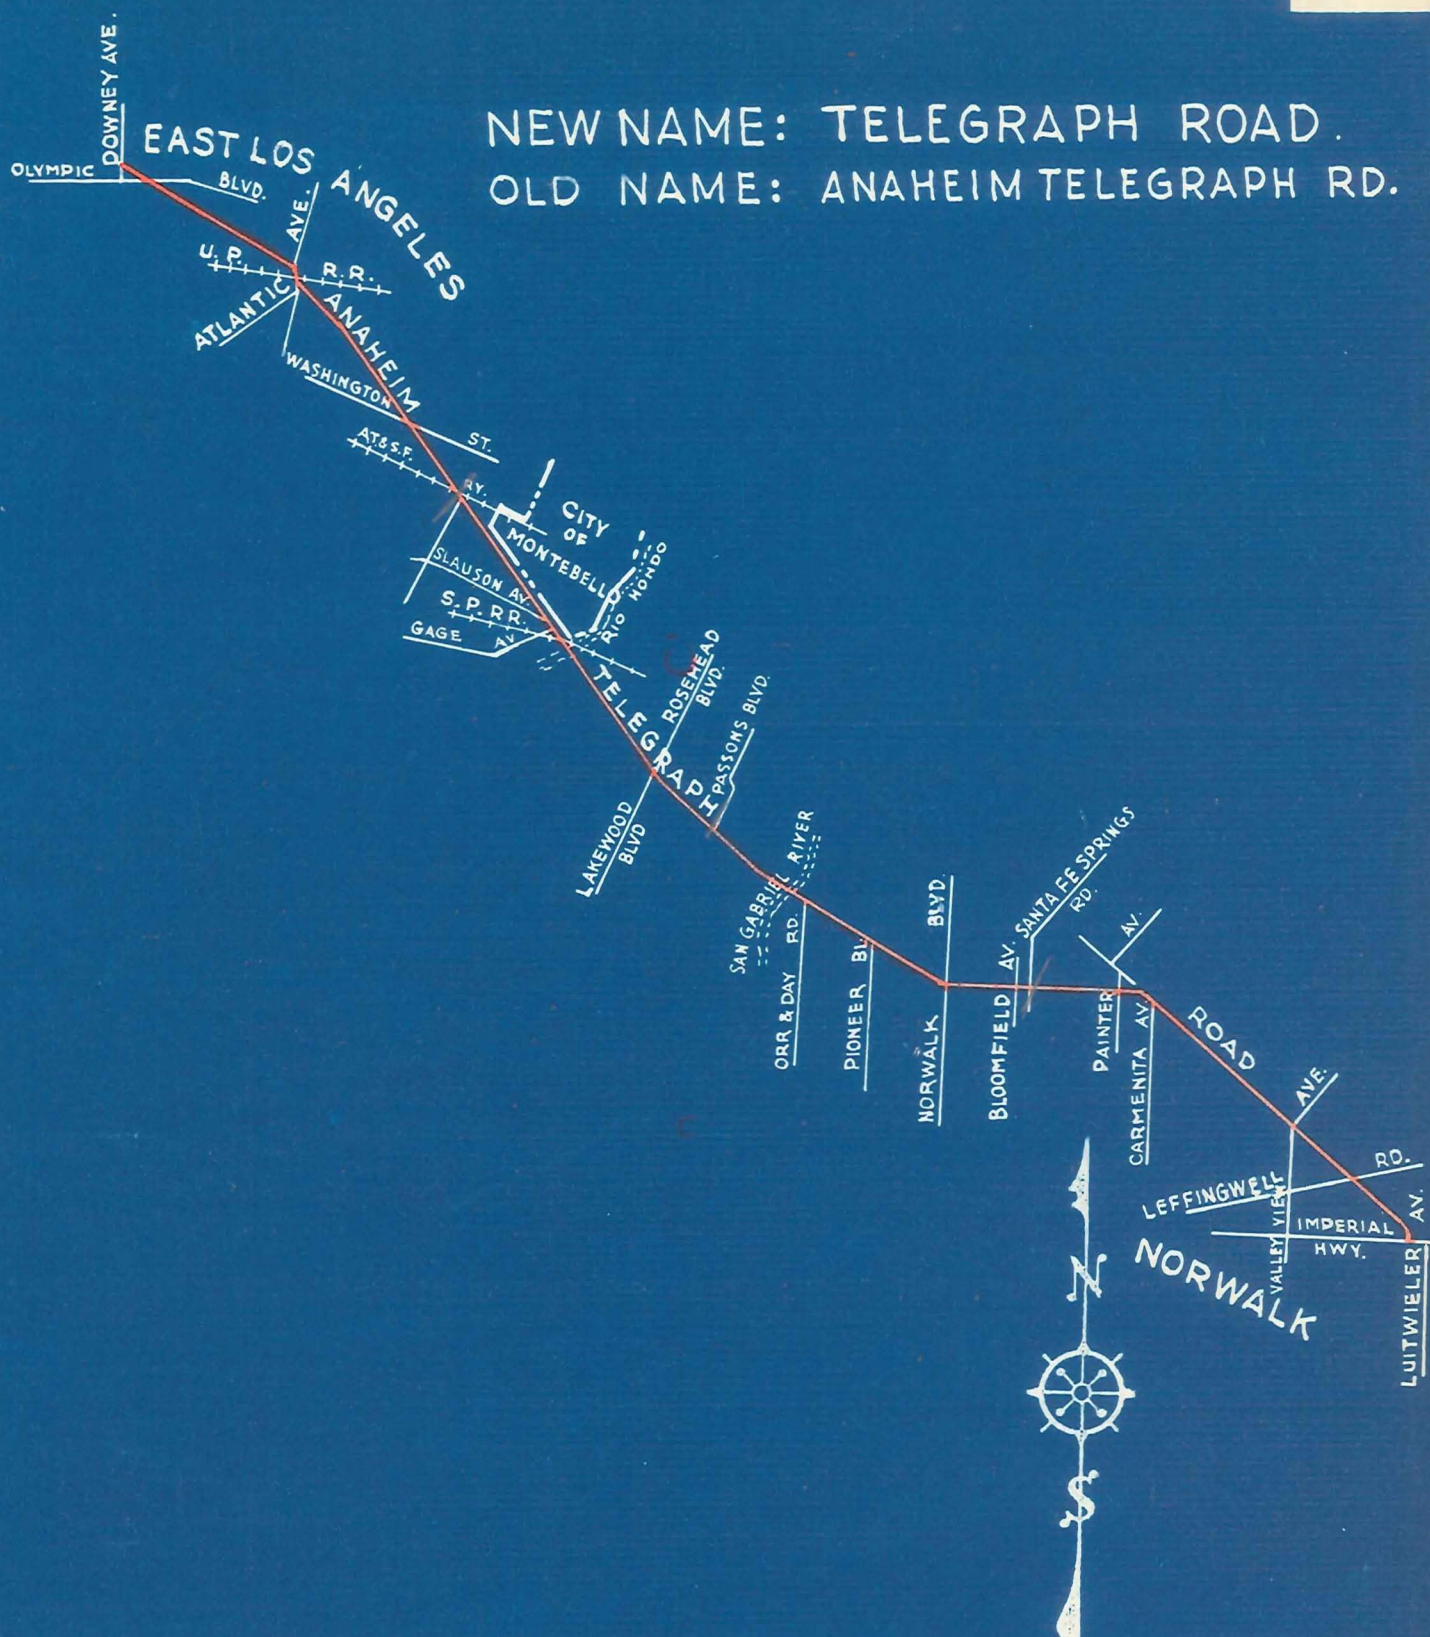 NEW NAME: TELEGRAPH ROAD.
OLD NAME: ANAHEIM TELEGRAPH RD.
DOWNEY AVE.
EAST LOS ANGELES
OLYMPIC BLVD.
ATLANTIC AVE.
U. P. R. R.
ANAHEIM TELEGRAPH ROAD
WASHINGTON ST.
AT.& S.F. RY.
CITY
OF
MONTEBELLO
RIO HONDO
SLAUSON AV.
S. P. R R.
GAGE AV
ROSEMEAD
BLVD.
PASSONS BLVD.
LAKEWOOD
BLVD
SAN GABRIEL RIVER
ORR & DAY RD.
PIONEER BL.
NORWALK BLVD.
BLOOMFIELD AV.
SANTA FE SPRINGS
RD.
PAINTER AV.
CARMENITA AV.
VALLEY VIEW AVE.
LEFFINGWELL RD.
IMPERIAL
HWY.
LUITWIELER AV.
NORWALK
N
S